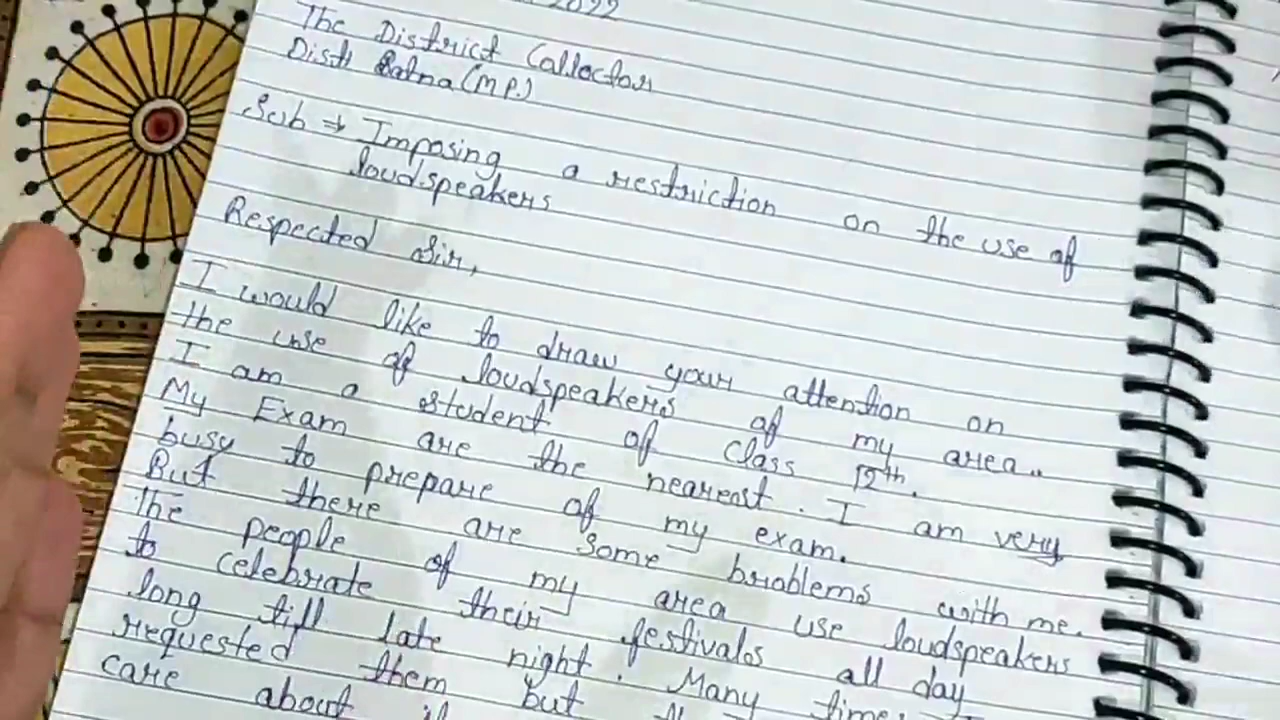 2022
The District Collector
Distt Satna (M P.)
Sub → Imposing a restriction on the use of
loudspeakers
Respected Sir,
I would like to draw your attention on
the use of loudspeakers of my area..
I am a student of Class 12th.
My Exam are the nearest. I am very
busy to prepare of my exam.
But there are some broblems with me.
The people of my area use loudspeakers
to celebrate their festivals all day
long till late night. Many
requested them but
care about